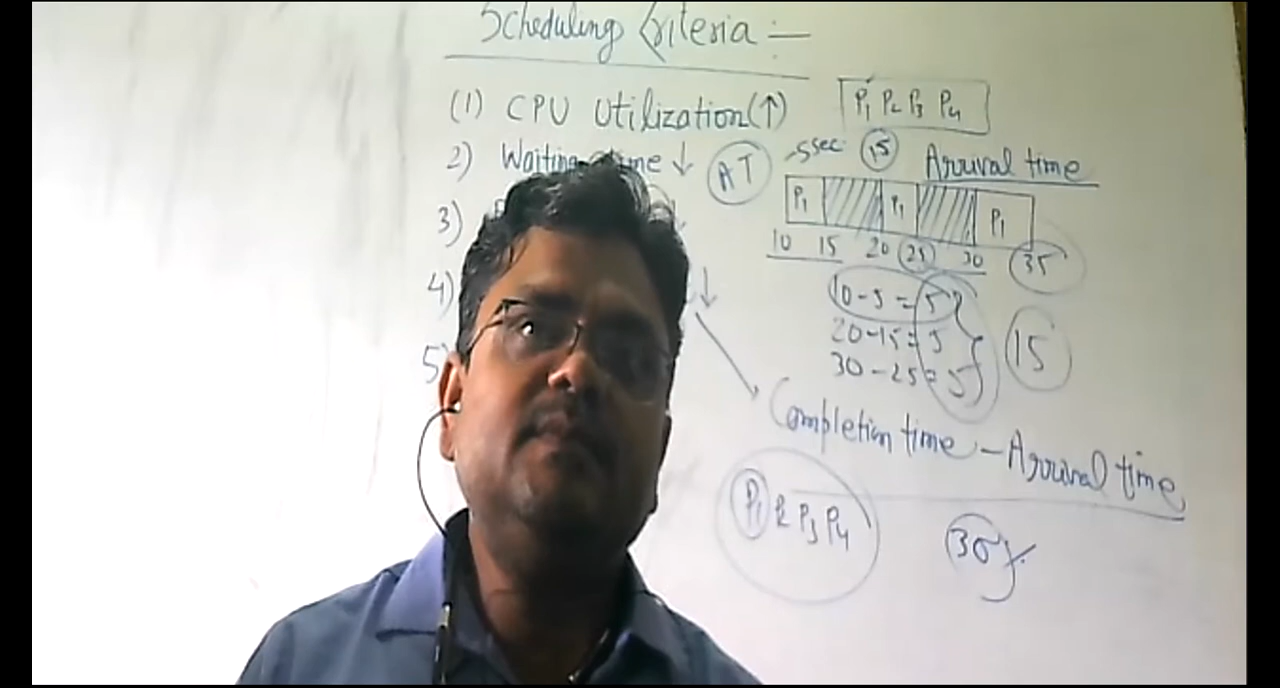 Scheduling Criteria :-
(1) CPU Utilization(↑)
P1 P2 P3 P4
2) Waiting time ↓
AT
5sec
15
Arrival time
P1 P1 P1
10 15 20 25 30 35
3)
4) ↓
10-5=5
20-15=5
30-25=5
15
5)
Completion time - Arrival time
P1 P2 P3 P4